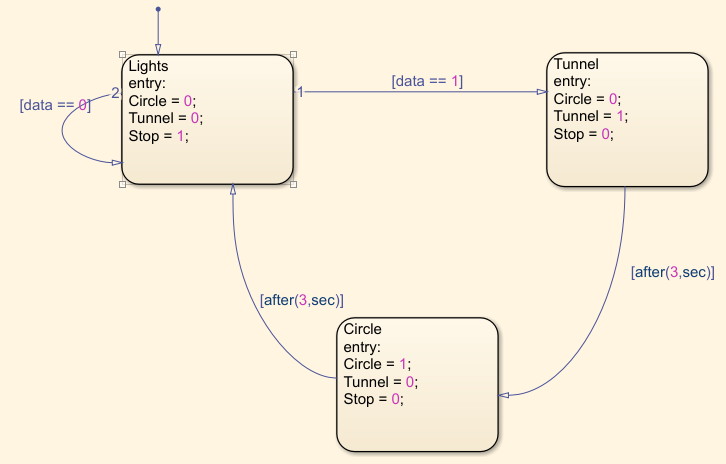 Lights
entry:
Circle = 0;
Tunnel = 0;
Stop = 1;
2
[data == 0]
1
[data == 1]
Tunnel
entry:
Circle = 0;
Tunnel = 1;
Stop = 0;
[after(3,sec)]
[after(3,sec)]
Circle
entry:
Circle = 1;
Tunnel = 0;
Stop = 0;